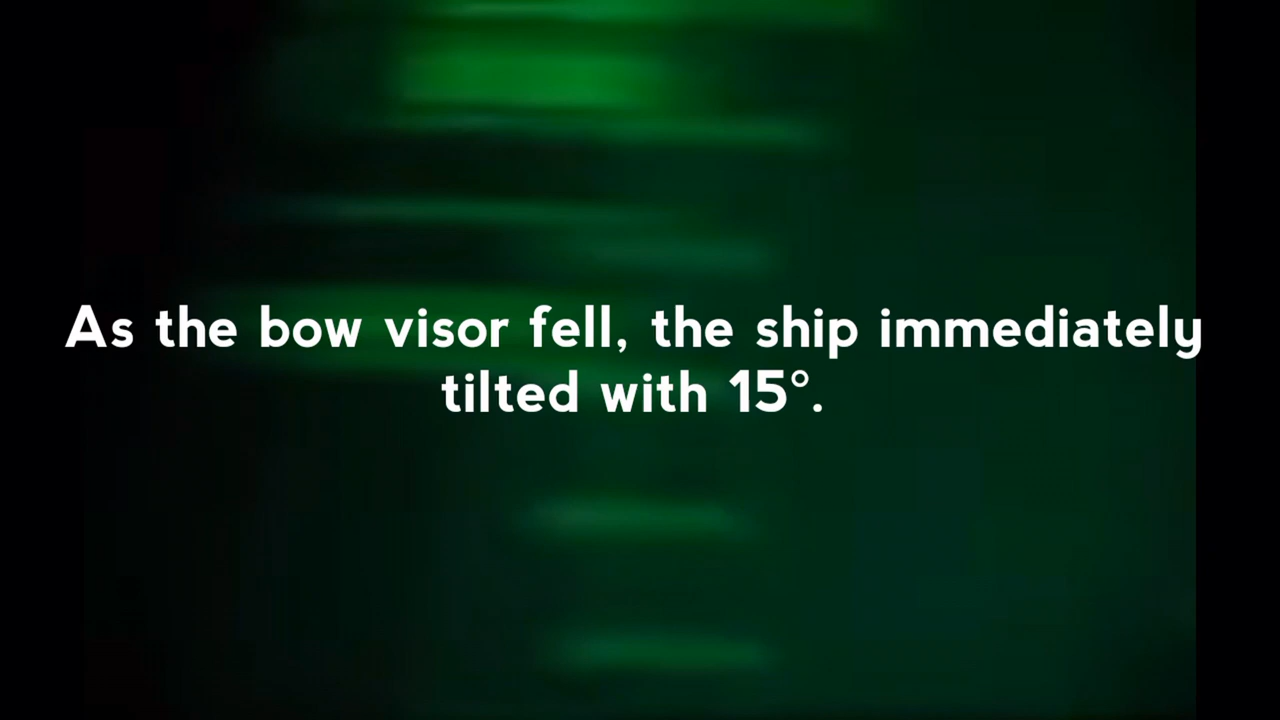 As the bow visor fell, the ship immediately
tilted with 15°.